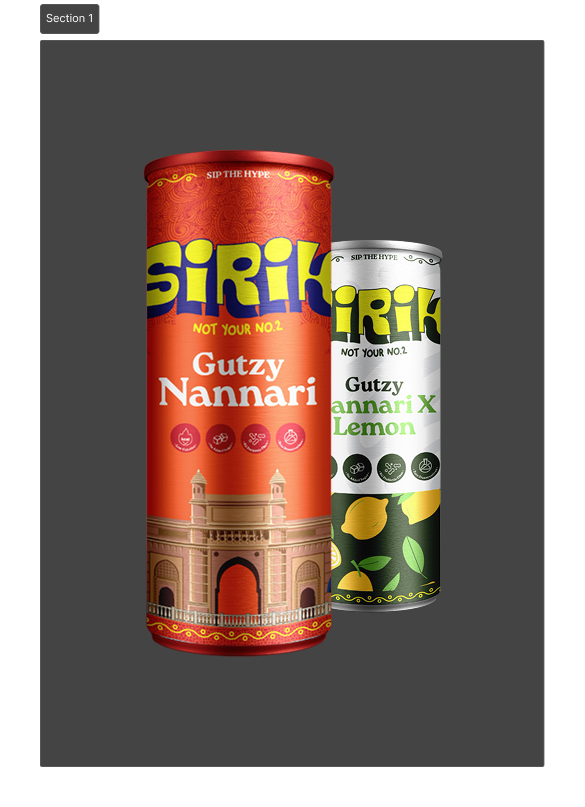 Section 1
SIP THE HYPE
SiRiK
NOT YOUR NO.2
Gutzy
Nannari
SIP THE HYPE
iRiK
NOT YOUR NO.2
Gutzy
annari X
Lemon